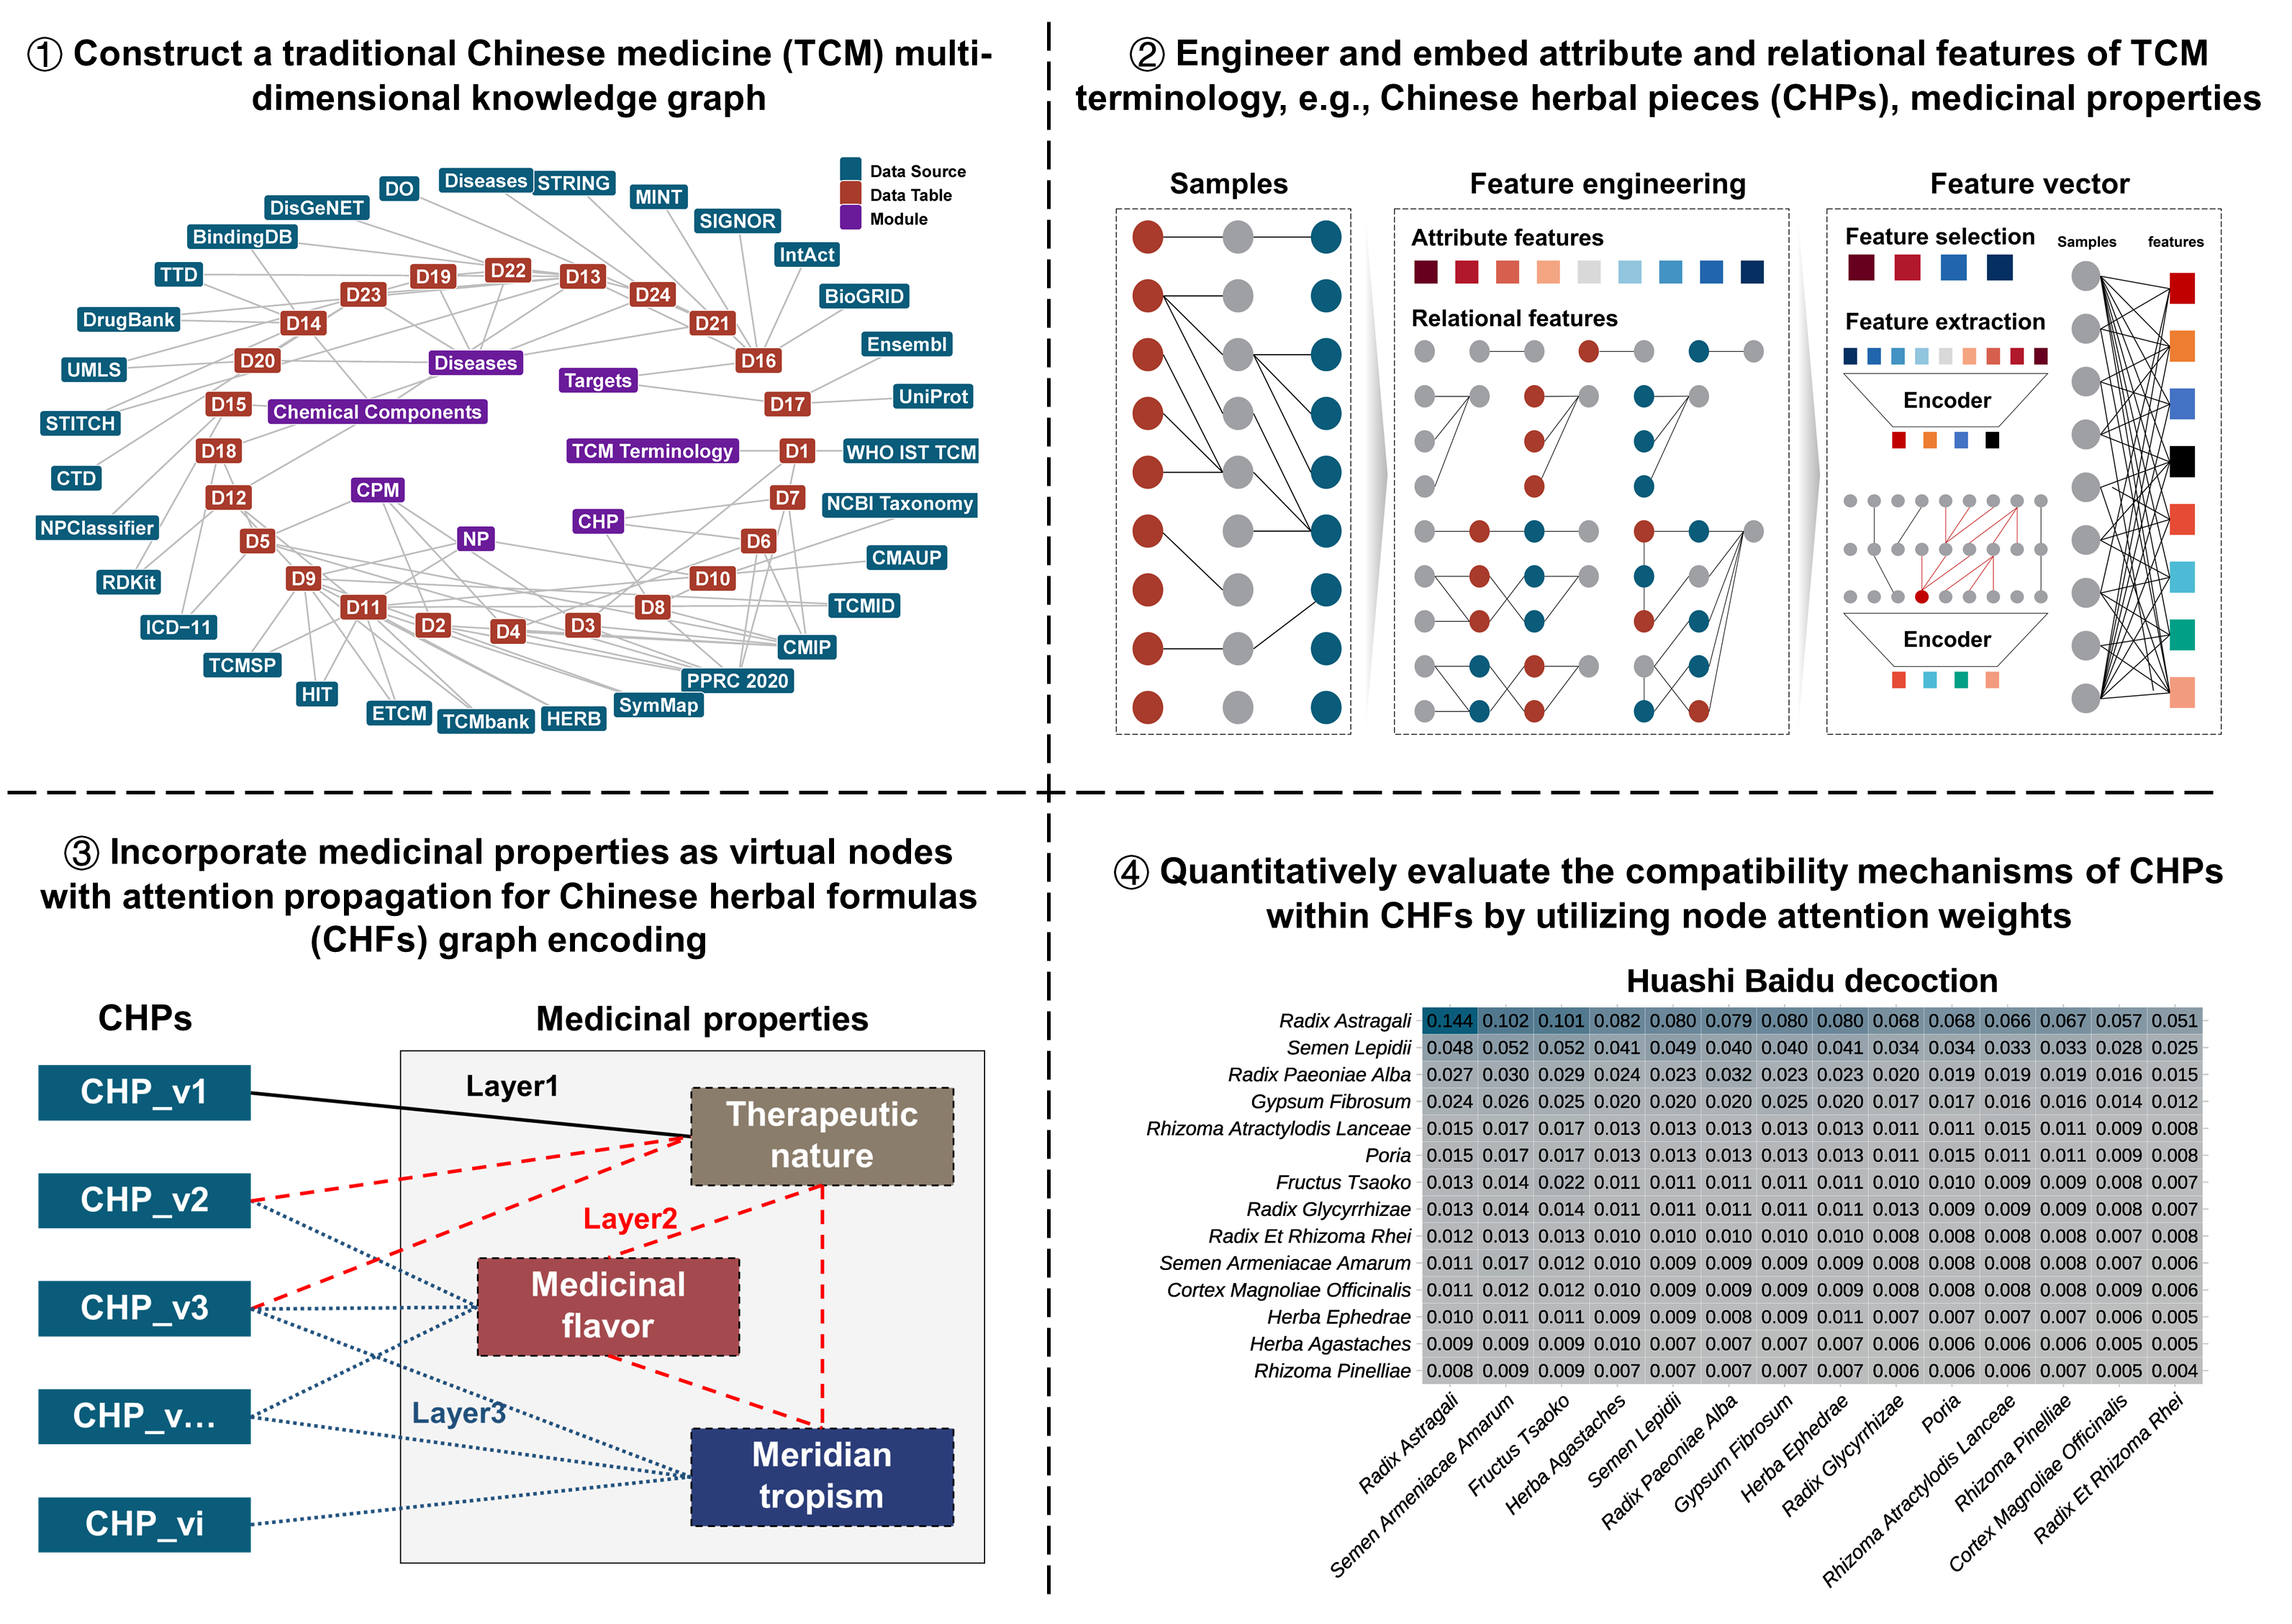 ① Construct a traditional Chinese medicine (TCM) multi-
dimensional knowledge graph
Data Source
Data Table
Module
Diseases
STRING
DO
MINT
DisGeNET
SIGNOR
BindingDB
IntAct
TTD
D19
D22
D13
D23
D24
BioGRID
DrugBank
D14
D21
Ensembl
UMLS
D20
Diseases
Targets
D16
STITCH
D15
Chemical Components
D17
UniProt
D18
TCM Terminology
D1
WHO IST TCM
CTD
D12
CPM
D7
NCBI Taxonomy
NPClassifier
D5
NP
CHP
D6
CMAUP
RDKit
D9
D10
D11
D8
TCMID
ICD−11
D2
D4
D3
CMIP
TCMSP
PPRC 2020
HIT
ETCM
TCMbank
HERB
SymMap
② Engineer and embed attribute and relational features of TCM
terminology, e.g., Chinese herbal pieces (CHPs), medicinal properties
Samples
Feature engineering
Feature vector
Attribute features
Relational features
Feature selection
Samples
features
Feature extraction
Encoder
Encoder
③ Incorporate medicinal properties as virtual nodes
with attention propagation for Chinese herbal formulas
(CHFs) graph encoding
CHPs
Medicinal properties
CHP_v1
CHP_v2
CHP_v3
CHP_v...
CHP_vi
Layer1
Layer2
Layer3
Therapeutic
nature
Medicinal
flavor
Meridian
tropism
④ Quantitatively evaluate the compatibility mechanisms of CHPs
within CHFs by utilizing node attention weights
Huashi Baidu decoction
Radix Astragali 0.144 0.102 0.101 0.082 0.080 0.079 0.080 0.080 0.068 0.068 0.066 0.067 0.057 0.051
Semen Lepidii 0.048 0.052 0.052 0.041 0.049 0.040 0.040 0.041 0.034 0.034 0.033 0.033 0.028 0.025
Radix Paeoniae Alba 0.027 0.030 0.029 0.024 0.023 0.032 0.023 0.023 0.020 0.019 0.019 0.019 0.016 0.015
Gypsum Fibrosum 0.024 0.026 0.025 0.020 0.020 0.020 0.025 0.020 0.017 0.017 0.016 0.016 0.014 0.012
Rhizoma Atractylodis Lanceae 0.015 0.017 0.017 0.013 0.013 0.013 0.013 0.013 0.011 0.011 0.015 0.011 0.009 0.008
Poria 0.015 0.017 0.017 0.013 0.013 0.013 0.013 0.013 0.011 0.015 0.011 0.011 0.009 0.008
Fructus Tsaoko 0.013 0.014 0.022 0.011 0.011 0.011 0.011 0.011 0.010 0.010 0.009 0.009 0.008 0.007
Radix Glycyrrhizae 0.013 0.014 0.014 0.011 0.011 0.011 0.011 0.011 0.013 0.009 0.009 0.009 0.008 0.007
Radix Et Rhizoma Rhei 0.012 0.013 0.013 0.010 0.010 0.010 0.010 0.010 0.008 0.008 0.008 0.008 0.007 0.008
Semen Armeniacae Amarum 0.011 0.017 0.012 0.010 0.009 0.009 0.009 0.009 0.008 0.008 0.008 0.008 0.007 0.006
Cortex Magnoliae Officinalis 0.011 0.012 0.012 0.010 0.009 0.009 0.009 0.009 0.008 0.008 0.008 0.008 0.009 0.006
Herba Ephedrae 0.010 0.011 0.011 0.009 0.009 0.008 0.009 0.011 0.007 0.007 0.007 0.007 0.006 0.005
Herba Agastaches 0.009 0.009 0.009 0.010 0.007 0.007 0.007 0.007 0.006 0.006 0.006 0.006 0.005 0.005
Rhizoma Pinelliae 0.008 0.009 0.009 0.007 0.007 0.007 0.007 0.007 0.006 0.006 0.006 0.007 0.005 0.004
Radix Astragali
Semen Armeniacae Amarum
Fructus Tsaoko
Herba Agastaches
Semen Lepidii
Radix Paeoniae Alba
Gypsum Fibrosum
Herba Ephedrae
Radix Glycyrrhizae
Poria
Rhizoma Atractylodis Lanceae
Rhizoma Pinelliae
Cortex Magnoliae Officinalis
Radix Et Rhizoma Rhei